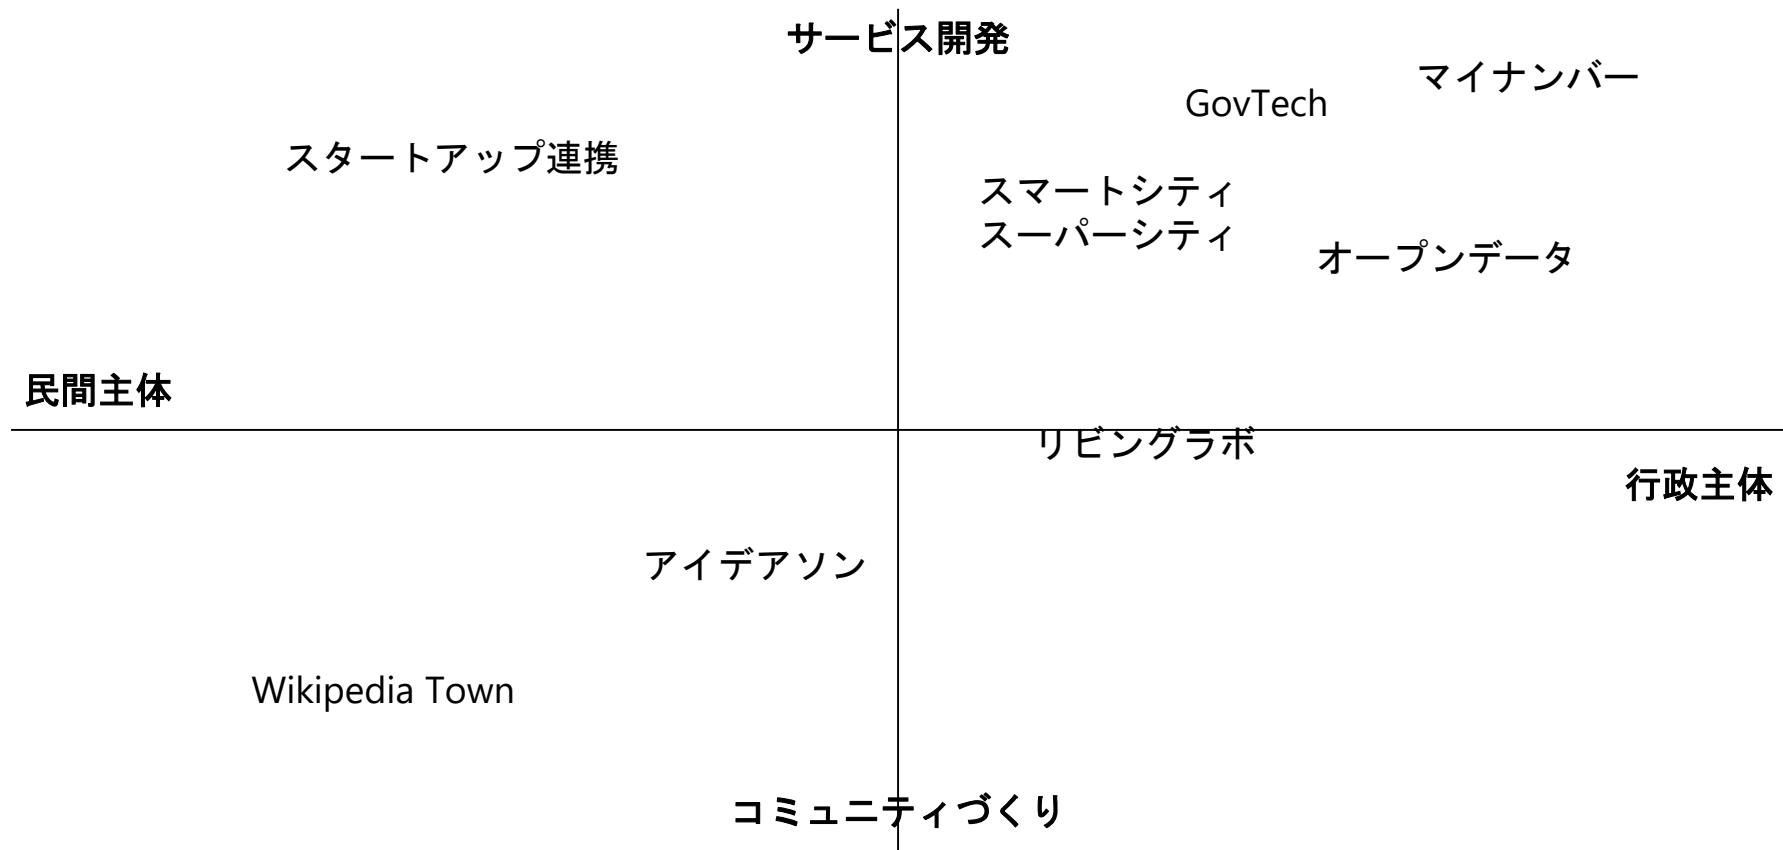 サービス開発
マイナンバー
GovTech
スタートアップ連携
スマートシティ
スーパーシティ
オープンデータ
民間主体
リビングラボ
行政主体
アイデアソン
Wikipedia Town
コミュニティづくり